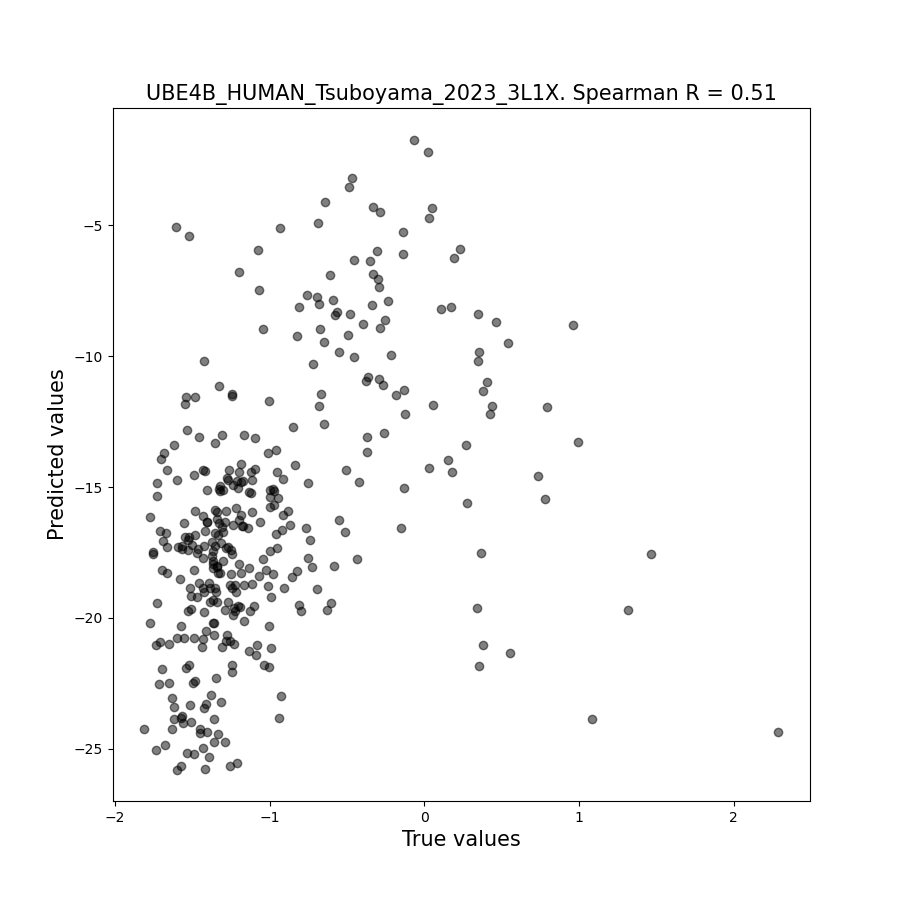 UBE4B_HUMAN_Tsuboyama_2023_3L1X. Spearman R = 0.51
Predicted values
−5
−10
−15
−20
−25
−2 −1 0 1 2
True values